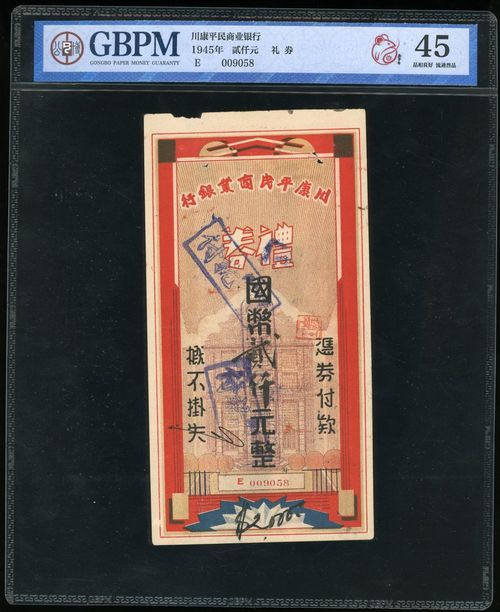 GBPM
GONGBO PAPER MONEY GUARANTY
川康平民商业银行
1945年 贰仟元 礼 券
E 009058
45
品相良好 流通佳品
川康平民商業銀行
禮券
國幣貳仟元整
憑券付款
概不掛失
E 009058
$2,000.00